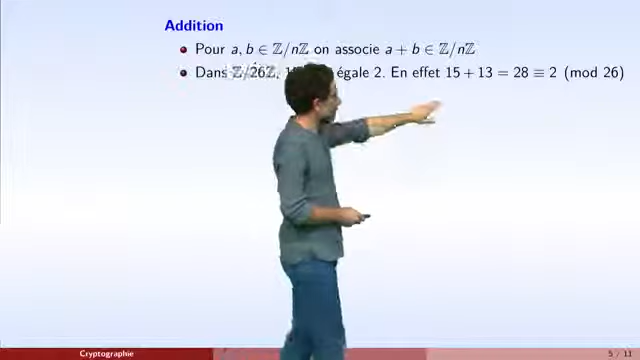 Addition
Pour a, b ∈ ℤ/nℤ on associe a + b ∈ ℤ/nℤ
Dans ℤ/26ℤ, égale 2. En effet 15 + 13 = 28 ≡ 2 (mod 26)
Cryptographie
5 / 11